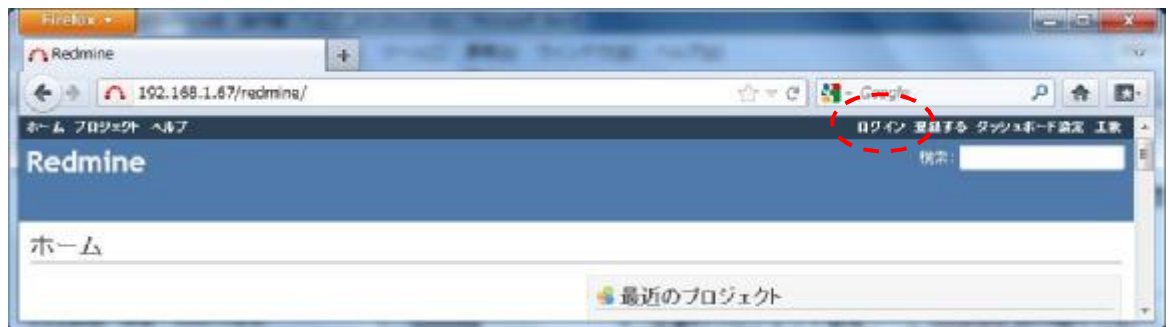 Firefox
Redmine
192.168.1.67/redmine/
Google
ホーム プロジェクト ヘルプ
ログイン 登録する ダッシュボード設定 工数
Redmine
検索:
ホーム
最近のプロジェクト